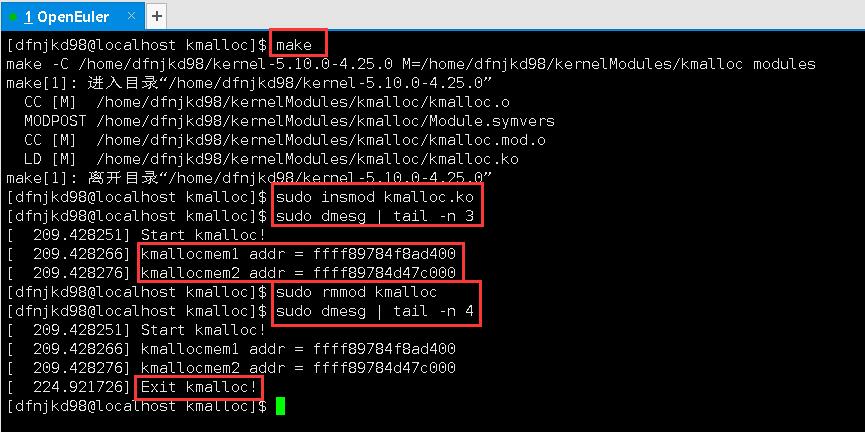 1 OpenEuler × +
[dfnjkd98@localhost kmalloc]$ make
make -C /home/dfnjkd98/kernel-5.10.0-4.25.0 M=/home/dfnjkd98/kernelModules/kmalloc modules
make[1]: 进入目录“/home/dfnjkd98/kernel-5.10.0-4.25.0”
CC [M]  /home/dfnjkd98/kernelModules/kmalloc/kmalloc.o
MODPOST /home/dfnjkd98/kernelModules/kmalloc/Module.symvers
CC [M]  /home/dfnjkd98/kernelModules/kmalloc/kmalloc.mod.o
LD [M]  /home/dfnjkd98/kernelModules/kmalloc/kmalloc.ko
make[1]: 离开目录“/home/dfnjkd98/kernel-5.10.0-4.25.0”
[dfnjkd98@localhost kmalloc]$ sudo insmod kmalloc.ko
[dfnjkd98@localhost kmalloc]$ sudo dmesg | tail -n 3
[  209.428251] Start kmalloc!
[  209.428266] kmallocmem1 addr = ffff89784f8ad400
[  209.428276] kmallocmem2 addr = ffff89784d47c000
[dfnjkd98@localhost kmalloc]$ sudo rmmod kmalloc
[dfnjkd98@localhost kmalloc]$ sudo dmesg | tail -n 4
[  209.428251] Start kmalloc!
[  209.428266] kmallocmem1 addr = ffff89784f8ad400
[  209.428276] kmallocmem2 addr = ffff89784d47c000
[  224.921726] Exit kmalloc!
[dfnjkd98@localhost kmalloc]$